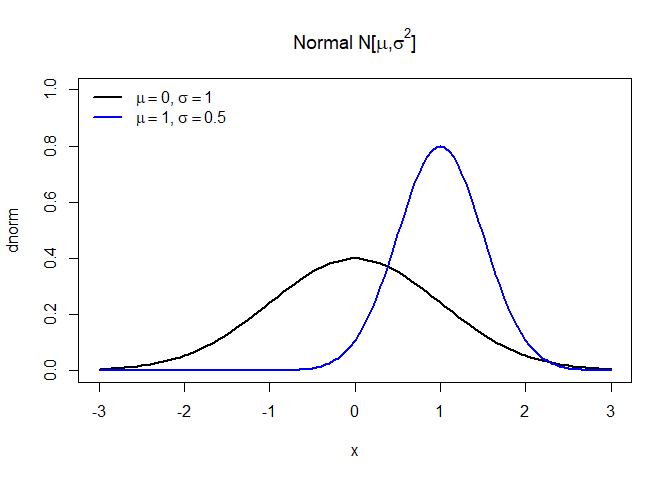 Normal N[μ,σ²]
μ = 0, σ = 1
μ = 1, σ = 0.5
dnorm
1.0
0.8
0.6
0.4
0.2
0.0
-3 -2 -1 0 1 2 3
x